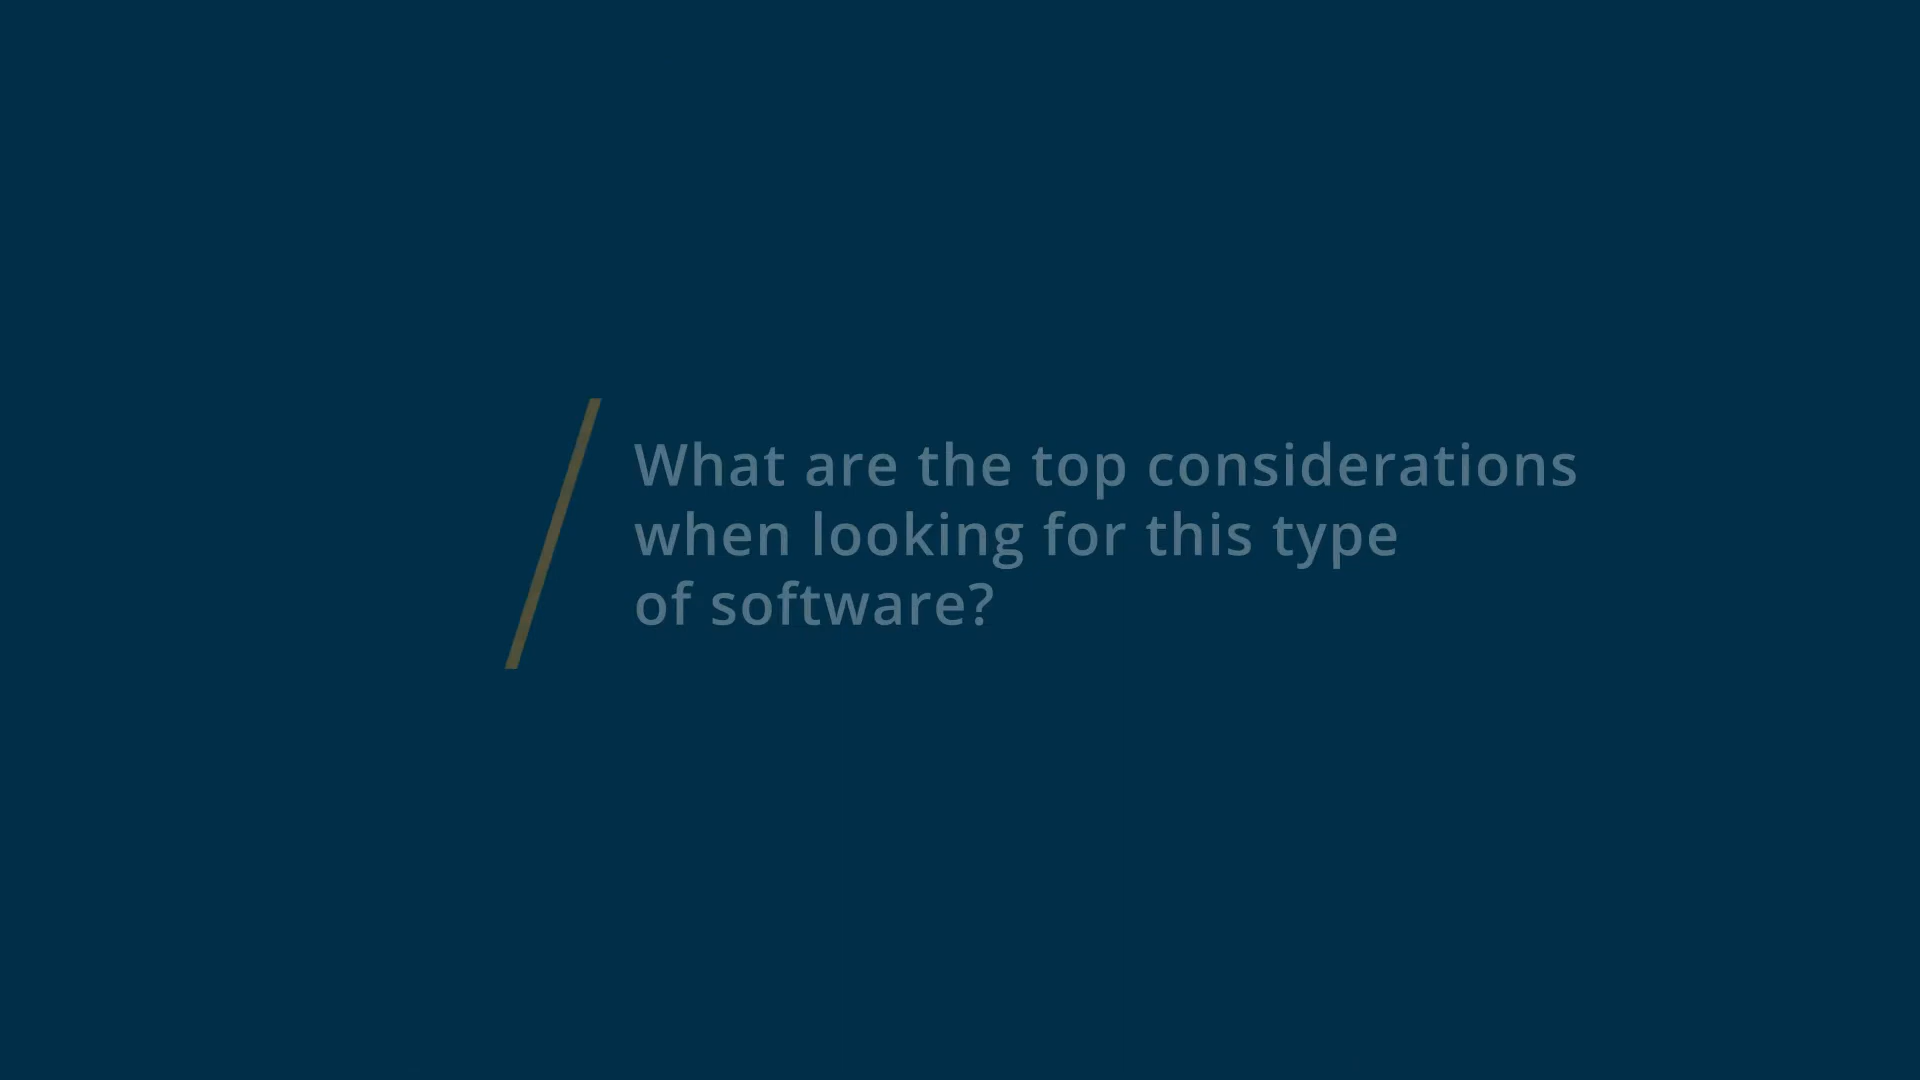 What are the top considerations
when looking for this type
of software?